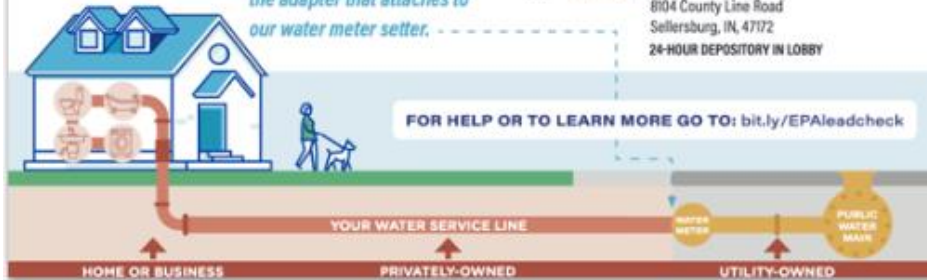 the adapter that attaches to
our water meter setter.
8104 County Line Road
Sellersburg, IN, 47172
24-HOUR DEPOSITORY IN LOBBY
FOR HELP OR TO LEARN MORE GO TO: bit.ly/EPAleadcheck
YOUR WATER SERVICE LINE
WATER
METER
PUBLIC
WATER
MAIN
HOME OR BUSINESS
PRIVATELY-OWNED
UTILITY-OWNED